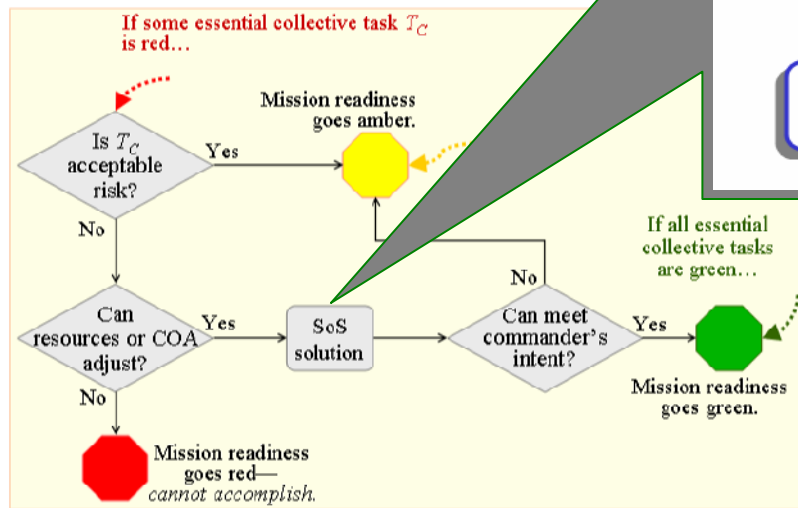 If some essential collective task T_C
is red...
Mission readiness
goes amber.
Is T_C
acceptable
risk?
Yes
No
If all essential
collective tasks
are green...
No
Can
resources or COA
adjust?
Yes
SoS
solution
Can meet
commander's
intent?
Yes
Mission readiness
goes green.
No
Mission readiness
goes red—
cannot accomplish.